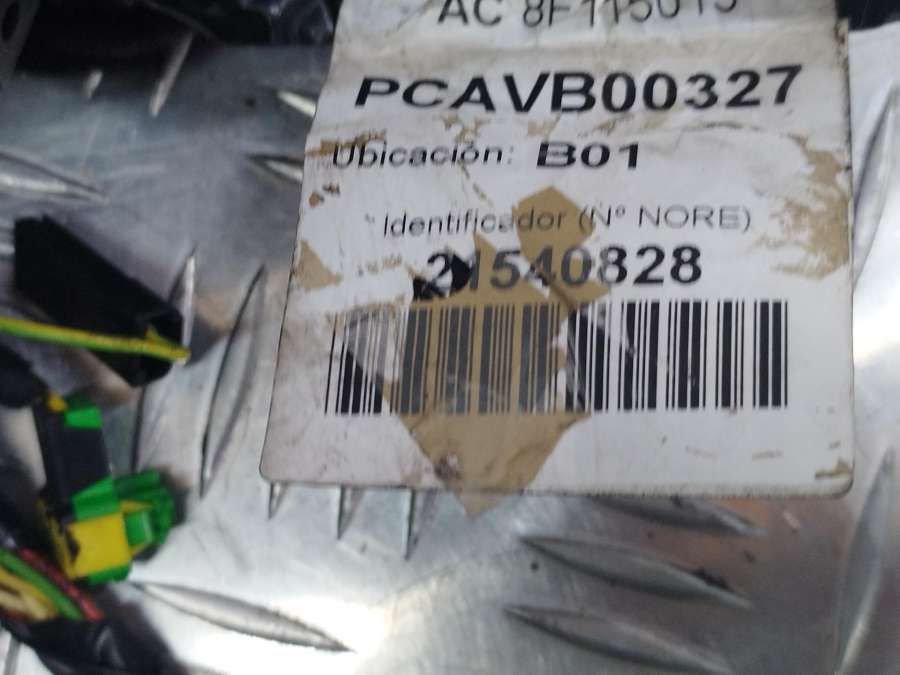 PCAVB00327
Ubicación: B01
Identificador (Nº NORE)
21540828